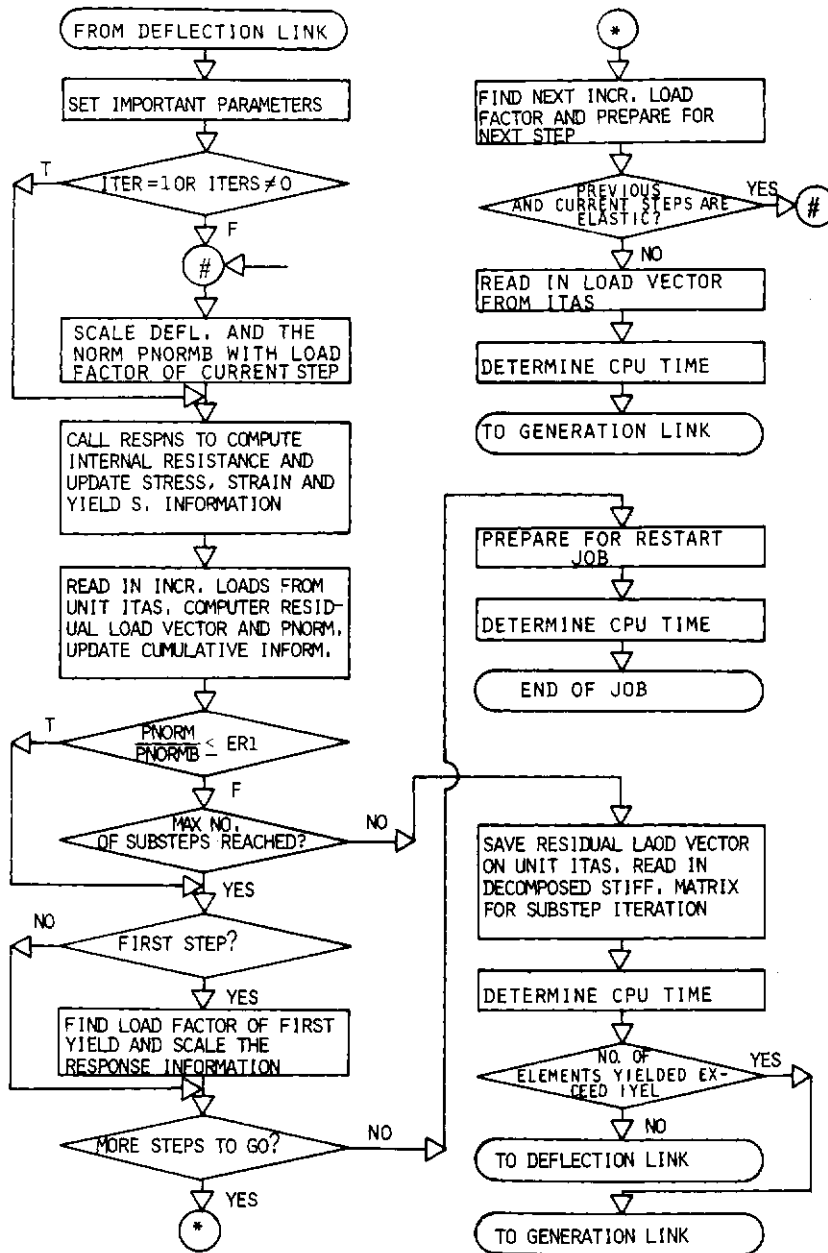 FROM DEFLECTION LINK
SET IMPORTANT PARAMETERS
T
ITER=1OR ITERS≠0
F
#
SCALE DEFL. AND THE
NORM PNORMB WITH LOAD
FACTOR OF CURRENT STEP
CALL RESPNS TO COMPUTE
INTERNAL RESISTANCE AND
UPDATE STRESS, STRAIN AND
YIELD S. INFORMATION
READ IN INCR. LOADS FROM
UNIT ITAS. COMPUTER RESID-
UAL LOAD VECTOR AND PNORM.
UPDATE CUMULATIVE INFORM.
T
PNORM
PNORMB ≤ ER1
F
MAX NO.
OF SUBSTEPS REACHED?
NO
YES
NO
FIRST STEP?
YES
FIND LOAD FACTOR OF FIRST
YIELD AND SCALE THE
RESPONSE INFORMATION
MORE STEPS TO GO?
NO
YES
*
*
FIND NEXT INCR. LOAD
FACTOR AND PREPARE FOR
NEXT STEP
PREVIOUS
AND CURRENT STEPS ARE
ELASTIC?
YES
#
NO
READ IN LOAD VECTOR
FROM ITAS
DETERMINE CPU TIME
TO GENERATION LINK
PREPARE FOR RESTART
JOB
DETERMINE CPU TIME
END OF JOB
SAVE RESIDUAL LAOD VECTOR
ON UNIT ITAS. READ IN
DECOMPOSED STIFF. MATRIX
FOR SUBSTEP ITERATION
DETERMINE CPU TIME
NO. OF
ELEMENTS YIELDED EX-
CEED IYEL
YES
NO
TO DEFLECTION LINK
TO GENERATION LINK